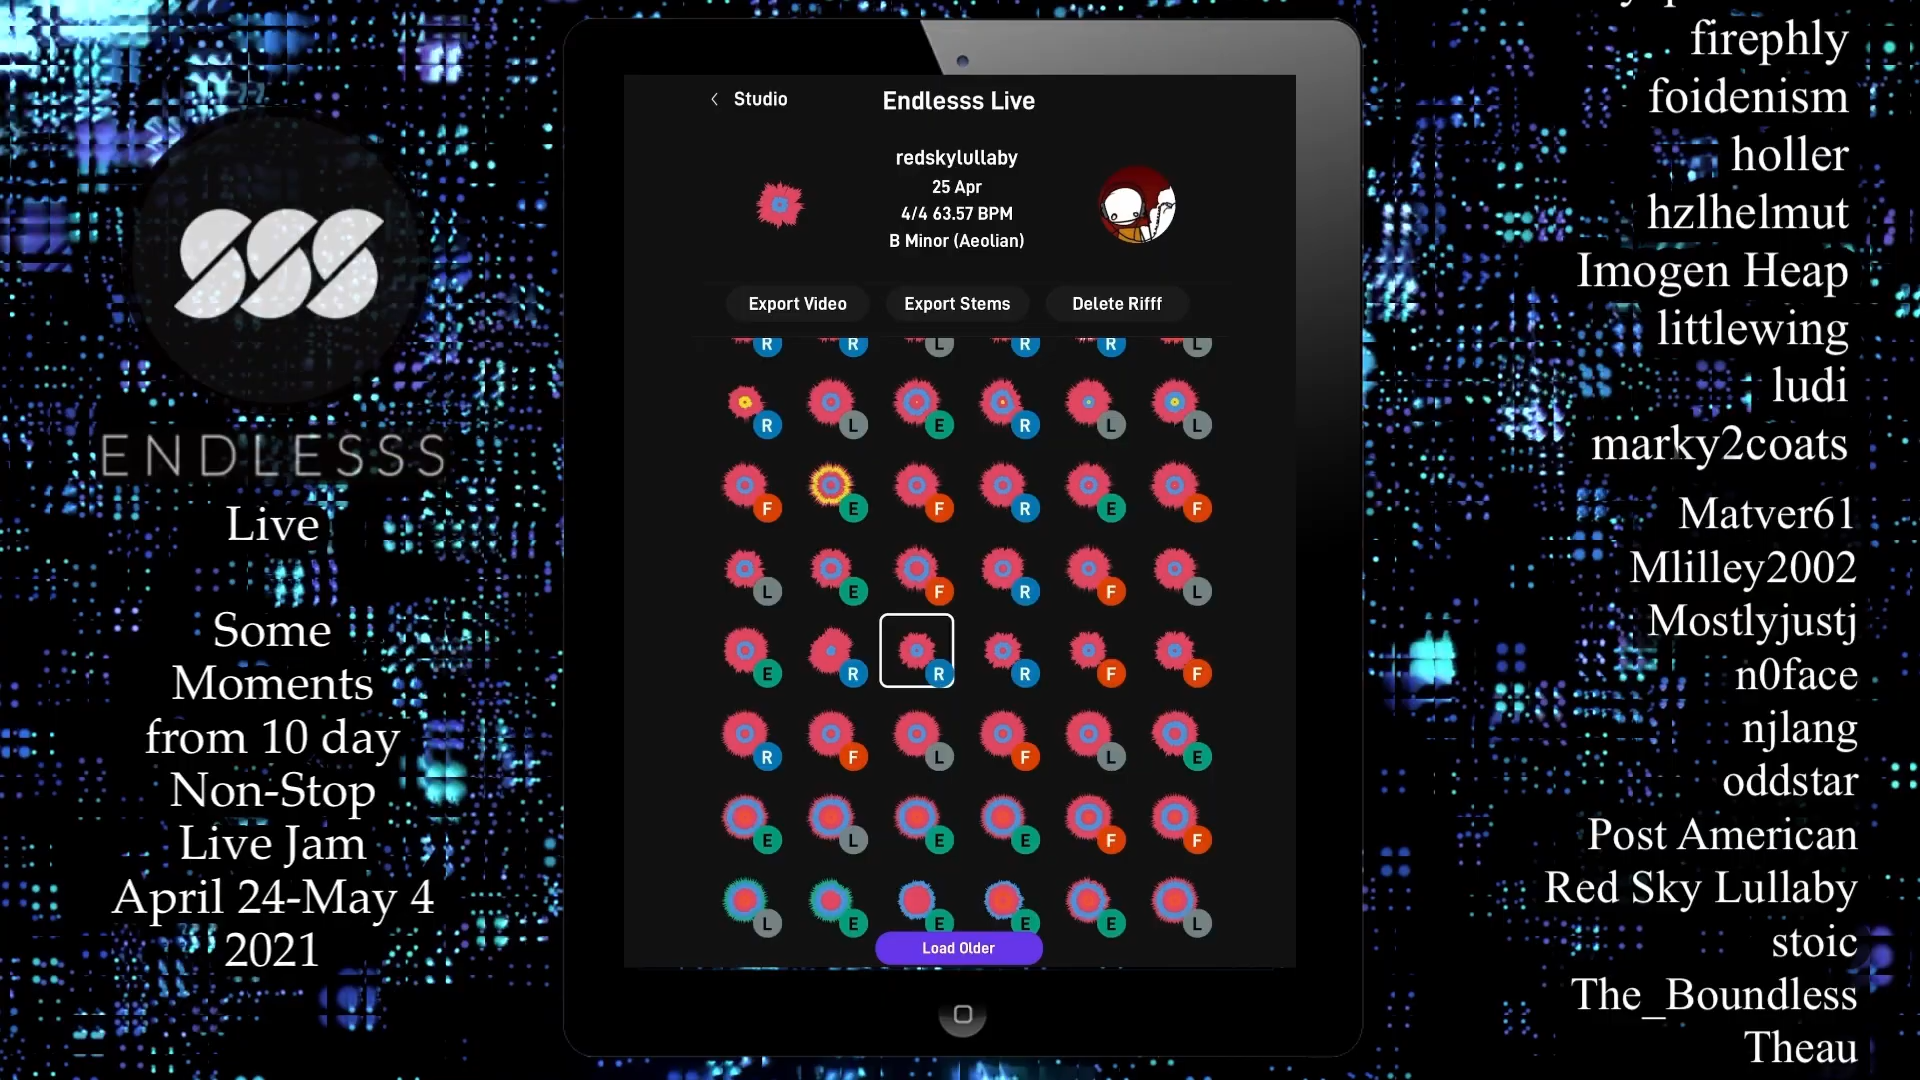 ENDLESSS
Live
Some
Moments
from 10 day
Non-Stop
Live Jam
April 24-May 4
2021
Studio
Endlesss Live
redskylullaby
25 Apr
4/4 63.57 BPM
B Minor (Aeolian)
Export Video Export Stems Delete Rifff
R R L R R L
R L E R L L
F E F R E F
L E F R F L
E R R R F F
R F L F L E
E L E E F F
L E E E E L
Load Older
firephly
foidenism
holler
hzlhelmut
Imogen Heap
littlewing
ludi
marky2coats
Matver61
Mlilley2002
Mostlyjustj
n0face
njlang
oddstar
Post American
Red Sky Lullaby
stoic
The_Boundless
Theau